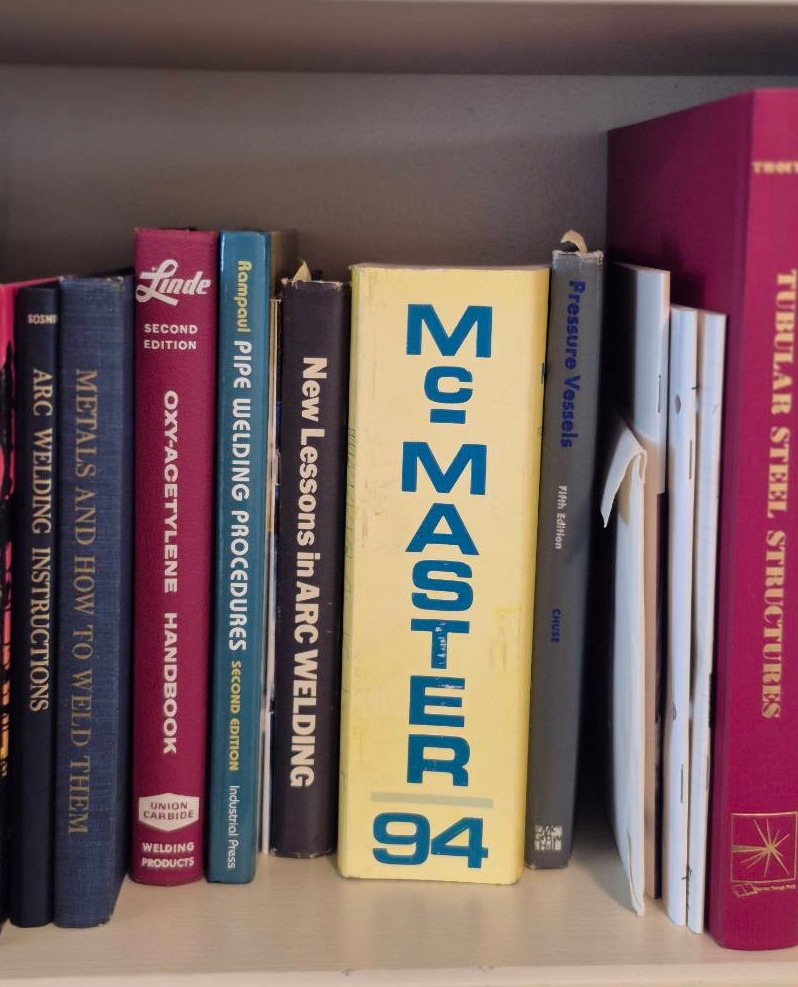 ARC WELDING INSTRUCTIONS
METALS AND HOW TO WELD THEM
Linde
SECOND
EDITION
OXY-ACETYLENE HANDBOOK
UNION
CARBIDE
WELDING
PRODUCTS
Rampaul PIPE WELDING PROCEDURES SECOND EDITION Industrial Press
New Lessons in ARC WELDING
MC-MASTER
94
Pressure Vessels Fifth Edition CHUSE
TUBULAR STEEL STRUCTURES